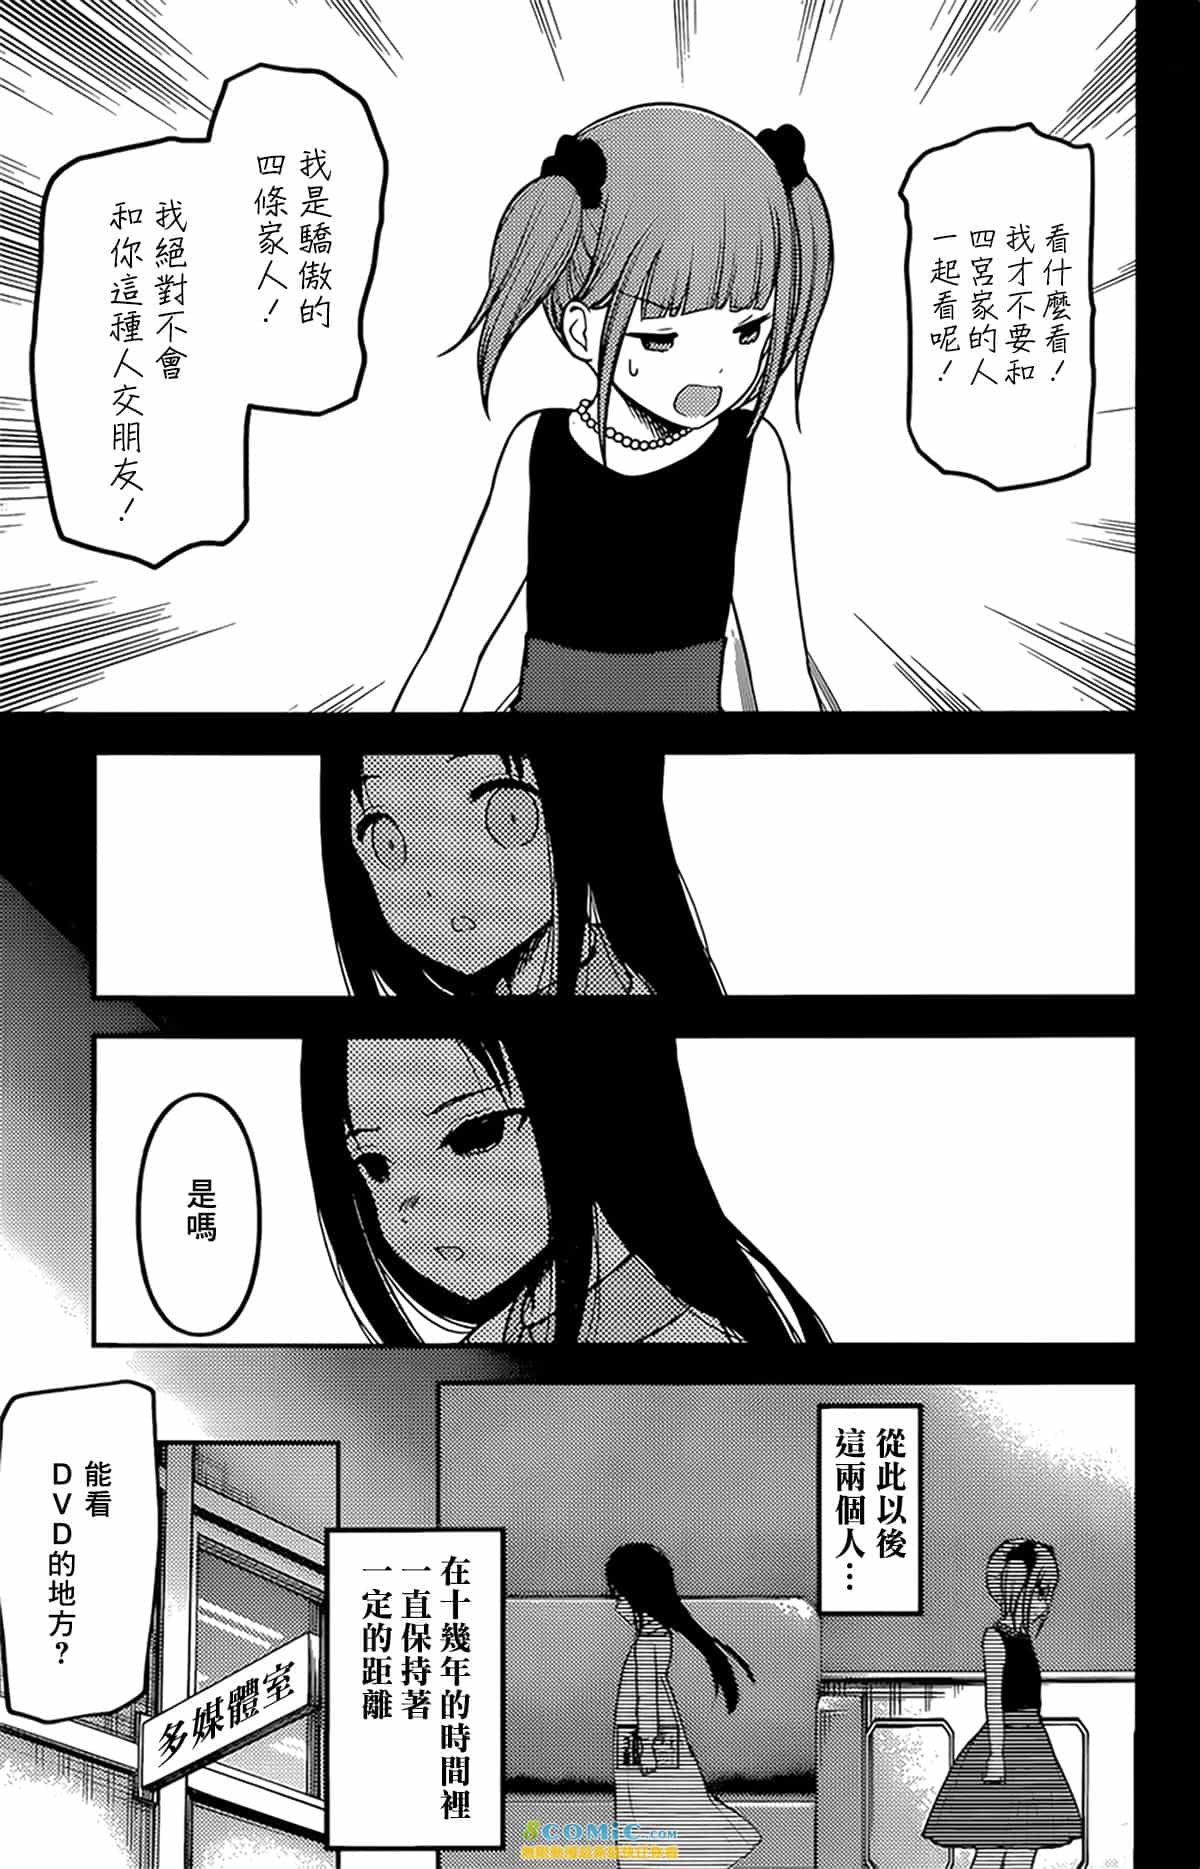 看什麼看！
我才不要和
四宮家的人
一起看呢！
我是驕傲的
四條家人！
我絕對不會
和你這種人交朋友！
是嗎
從此以後
這兩個人…
在十幾年的時間裡
一直保持著
一定的距離
能看
DVD的地方？
多媒體室
8COMIC.COM